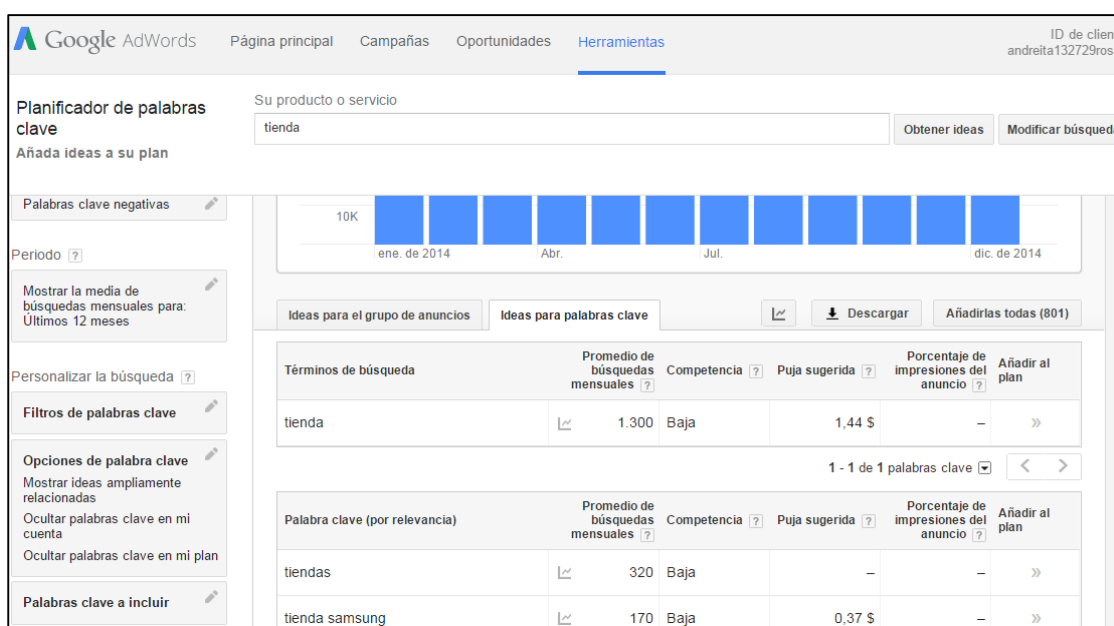 Google AdWords
Página principal Campañas Oportunidades Herramientas
ID de clien
andreita132729ros
Planificador de palabras
clave
Añada ideas a su plan
Su producto o servicio
tienda
Obtener ideas
Modificar búsqued
Palabras clave negativas
Periodo ?
Mostrar la media de
búsquedas mensuales para:
Últimos 12 meses
Personalizar la búsqueda ?
Filtros de palabras clave
Opciones de palabra clave
Mostrar ideas ampliamente
relacionadas
Ocultar palabras clave en mi
cuenta
Ocultar palabras clave en mi plan
Palabras clave a incluir
10K
ene. de 2014 Abr. Jul. dic. de 2014
Ideas para el grupo de anuncios Ideas para palabras clave Descargar Añadirlas todas (801)
Términos de búsqueda
Promedio de
búsquedas
mensuales ?
Competencia ?
Puja sugerida ?
Porcentaje de
impresiones del
anuncio ?
Añadir al
plan
tienda 1.300 Baja 1,44 $ – »
1 - 1 de 1 palabras clave
Palabra clave (por relevancia)
Promedio de
búsquedas
mensuales ?
Competencia ?
Puja sugerida ?
Porcentaje de
impresiones del
anuncio ?
Añadir al
plan
tiendas 320 Baja – – »
tienda samsung 170 Baja 0,37 $ – »